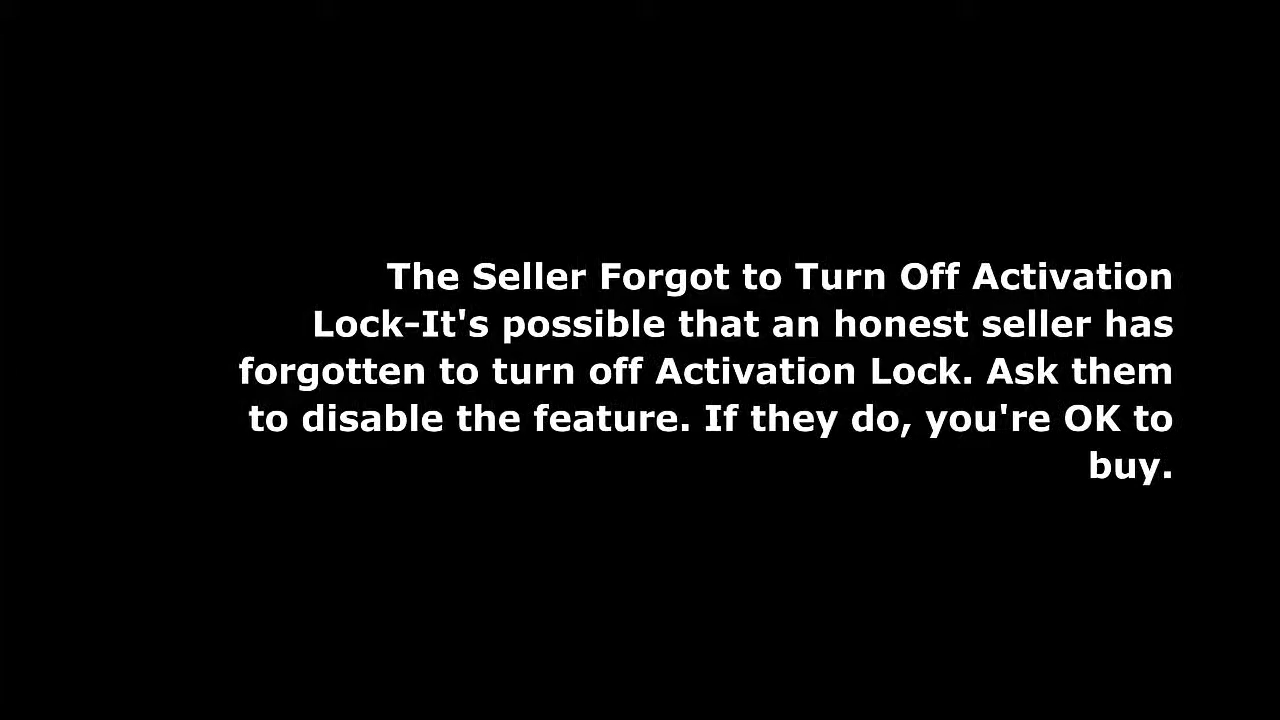 The Seller Forgot to Turn Off Activation
Lock-It's possible that an honest seller has
forgotten to turn off Activation Lock. Ask them
to disable the feature. If they do, you're OK to
buy.